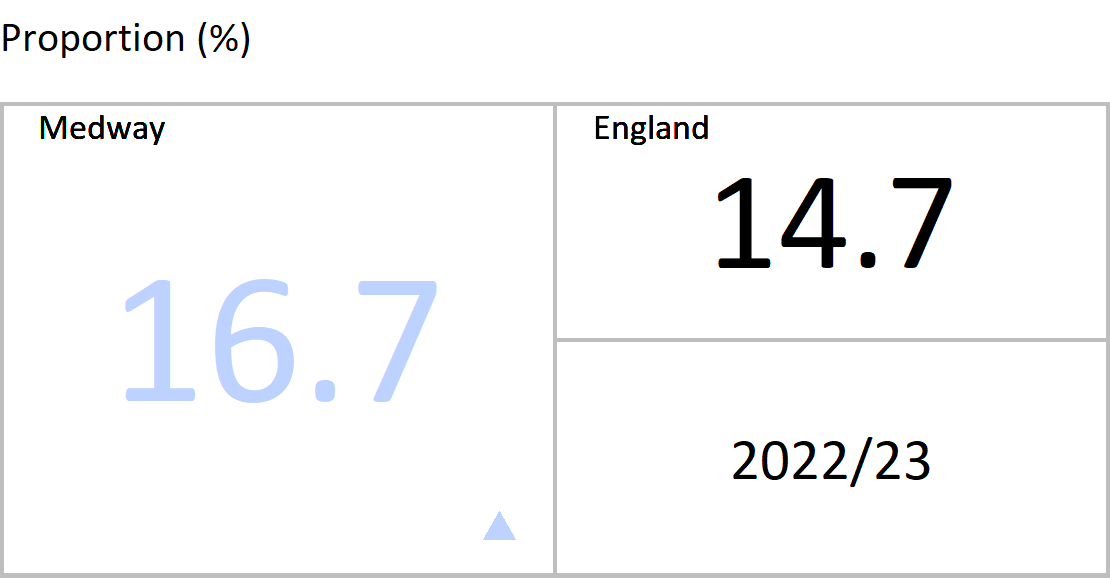 Proportion (%)
Medway
16.7
England
14.7
2022/23